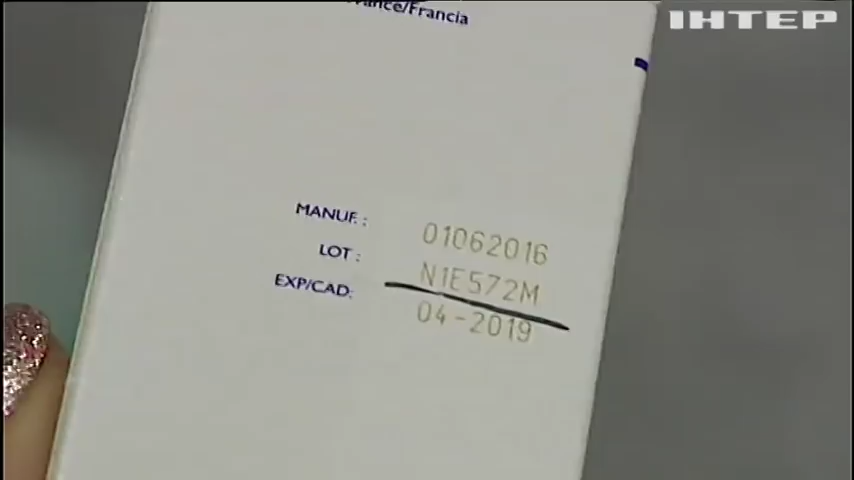 France/Francia
ІНТЕР
MANUF. :
01062016
LOT :
N1E572M
EXP/CAD:
04-2019